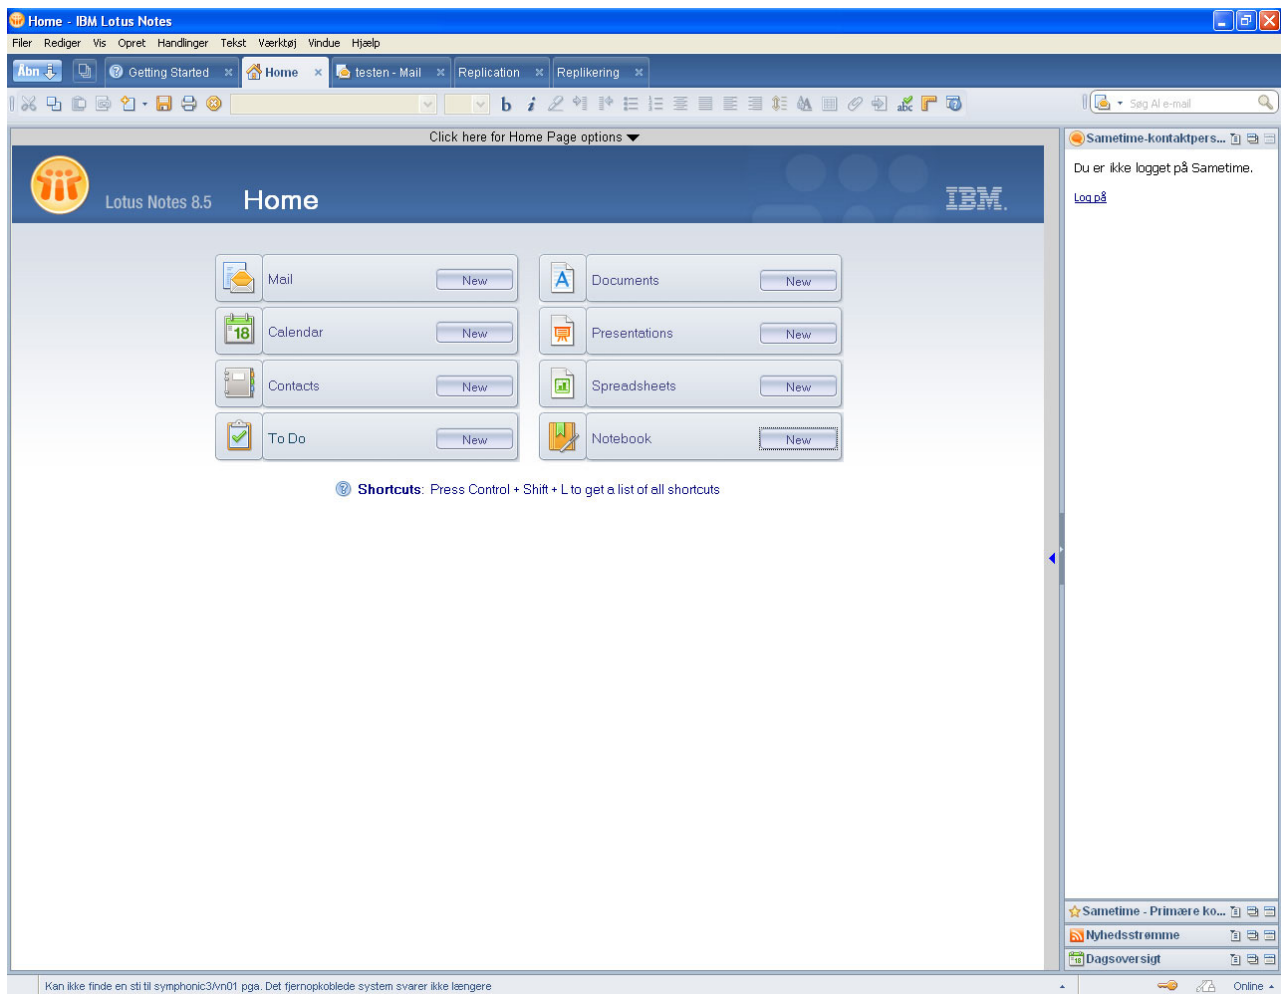 Home - IBM Lotus Notes
Filer Rediger Vis Opret Handlinger Tekst Værktøj Vindue Hjælp
Åbn Getting Started Home testen - Mail Replication Replikering
b i Søg Al e-mail
Click here for Home Page options
Sametime-kontaktpers...
Lotus Notes 8.5 Home IBM.
Du er ikke logget på Sametime.
Log på
Mail New Documents New
18 Calendar New Presentations New
Contacts New Spreadsheets New
To Do New Notebook New
Shortcuts: Press Control + Shift + L to get a list of all shortcuts
Sametime - Primære ko...
Nyhedsstrømme
Dagsoversigt
Kan ikke finde en sti til symphonic3/vn01 pga. Det fjernopkoblede system svarer ikke længere Online